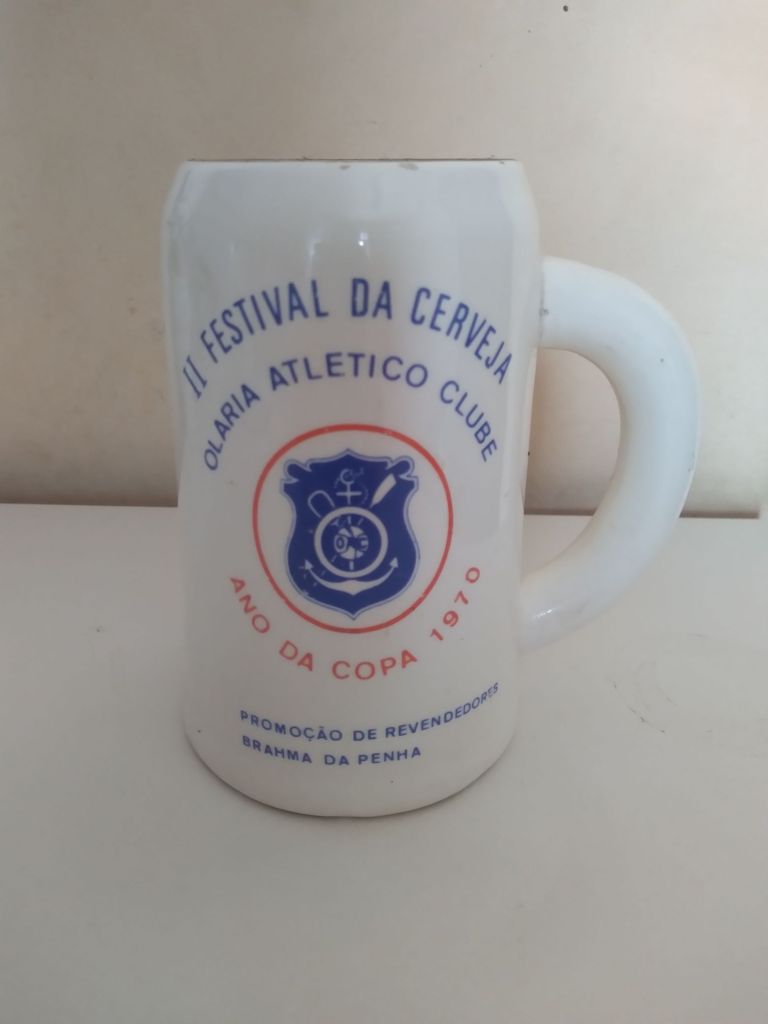 II FESTIVAL DA CERVEJA
OLARIA ATLETICO CLUBE
ANO DA COPA 1970
PROMOÇÃO DE REVENDEDORES
BRAHMA DA PENHA